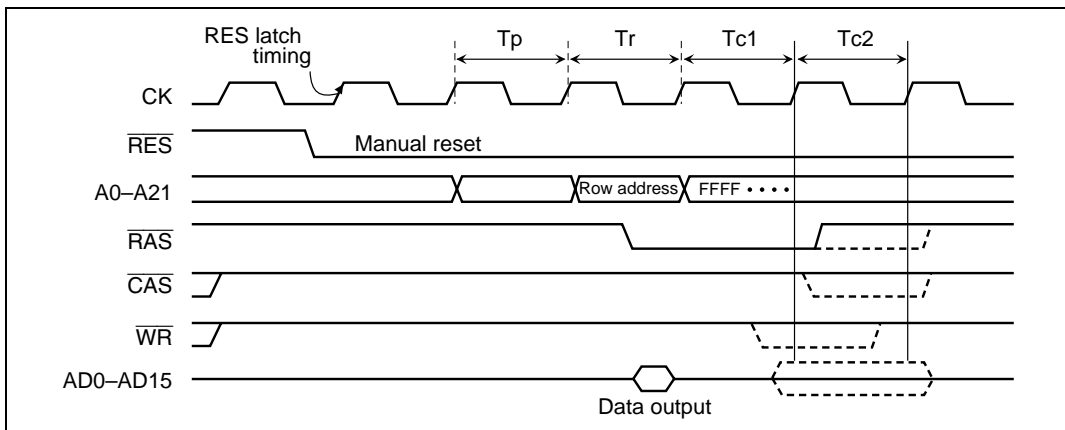 RES latch
timing
Tp
Tr
Tc1
Tc2
CK
RES
Manual reset
A0–A21
Row address
FFFF ····
RAS
CAS
WR
AD0–AD15
Data output